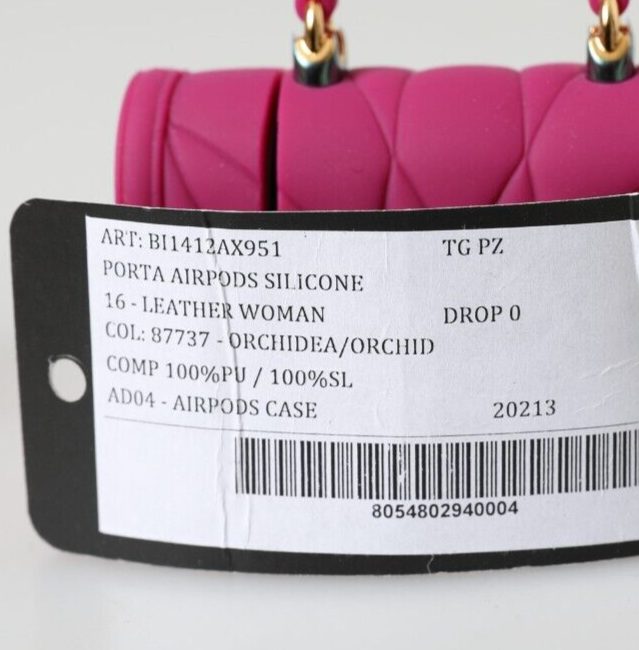 ART: BI1412AX951 TG PZ
PORTA AIRPODS SILICONE
16 - LEATHER WOMAN DROP 0
COL: 87737 - ORCHIDEA/ORCHID
COMP 100%PU / 100%SL
AD04 - AIRPODS CASE 20213
8054802940004